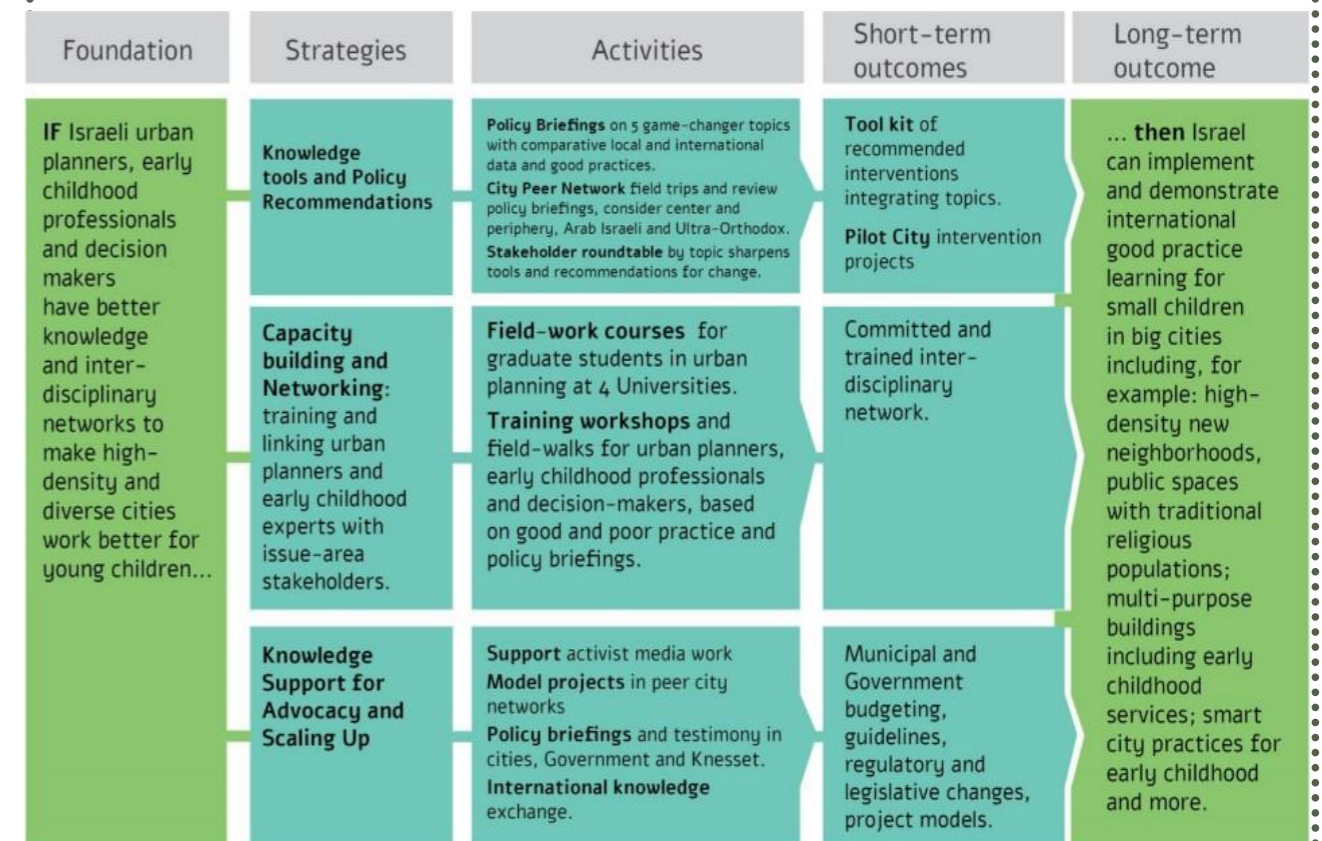 Foundation
Strategies
Activities
Short-term
outcomes
Long-term
outcome
IF Israeli urban
planners, early
childhood
professionals
and decision
makers
have better
knowledge
and inter-
disciplinary
networks to
make high-
density and
diverse cities
work better for
young children...
Knowledge
tools and Policy
Recommendations
Policy Briefings on 5 game-changer topics
with comparative local and international
data and good practices.
City Peer Network field trips and review
policy briefings, consider center and
periphery, Arab Israeli and Ultra-Orthodox.
Stakeholder roundtable by topic sharpens
tools and recommendations for change.
Tool kit of
recommended
interventions
integrating topics.
Pilot City intervention
projects
Capacity
building and
Networking:
training and
linking urban
planners and
early childhood
experts with
issue-area
stakeholders.
Field-work courses for
graduate students in urban
planning at 4 Universities.
Training workshops and
field-walks for urban planners,
early childhood professionals
and decision-makers, based
on good and poor practice and
policy briefings.
Committed and
trained inter-
disciplinary
network.
Knowledge
Support for
Advocacy and
Scaling Up
Support activist media work
Model projects in peer city
networks
Policy briefings and testimony in
cities, Government and Knesset.
International knowledge
exchange.
Municipal and
Government
budgeting,
guidelines,
regulatory and
legislative changes,
project models.
... then Israel
can implement
and demonstrate
international
good practice
learning for
small children
in big cities
including, for
example: high-
density new
neighborhoods,
public spaces
with traditional
religious
populations;
multi-purpose
buildings
including early
childhood
services; smart
city practices for
early childhood
and more.